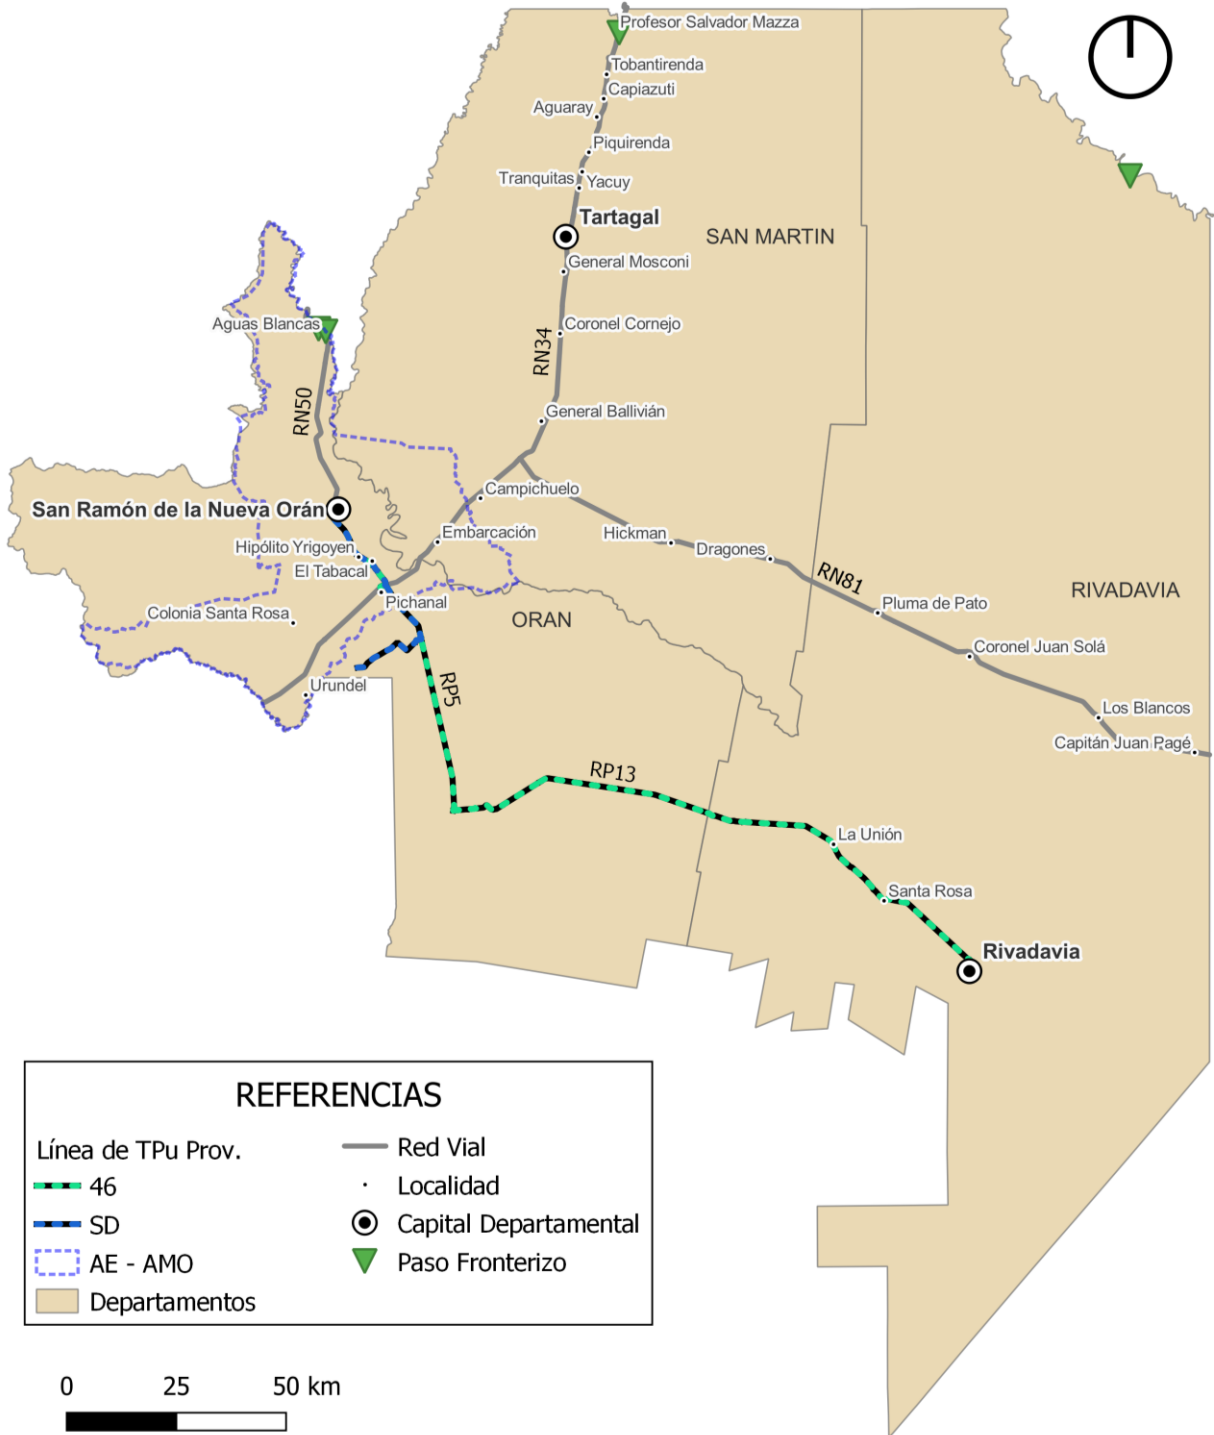 Profesor Salvador Mazza
Tobantirenda
Capiazuti
Aguaray
Piquirenda
Tranquitas
Yacuy
Tartagal
SAN MARTIN
General Mosconi
Aguas Blancas
Coronel Cornejo
RN34
RN50
General Ballivián
Campichuelo
San Ramón de la Nueva Orán
Embarcación
Hickman
Hipólito Yrigoyen
Dragones
El Tabacal
RN81
RIVADAVIA
Pichanal
Pluma de Pato
Colonia Santa Rosa
ORAN
Coronel Juan Solá
Urundel
RP5
Los Blancos
Capitán Juan Pagé
RP13
La Unión
Santa Rosa
Rivadavia
REFERENCIAS
Línea de TPu Prov.
46
SD
AE - AMO
Departamentos
Red Vial
Localidad
Capital Departamental
Paso Fronterizo
0 25 50 km